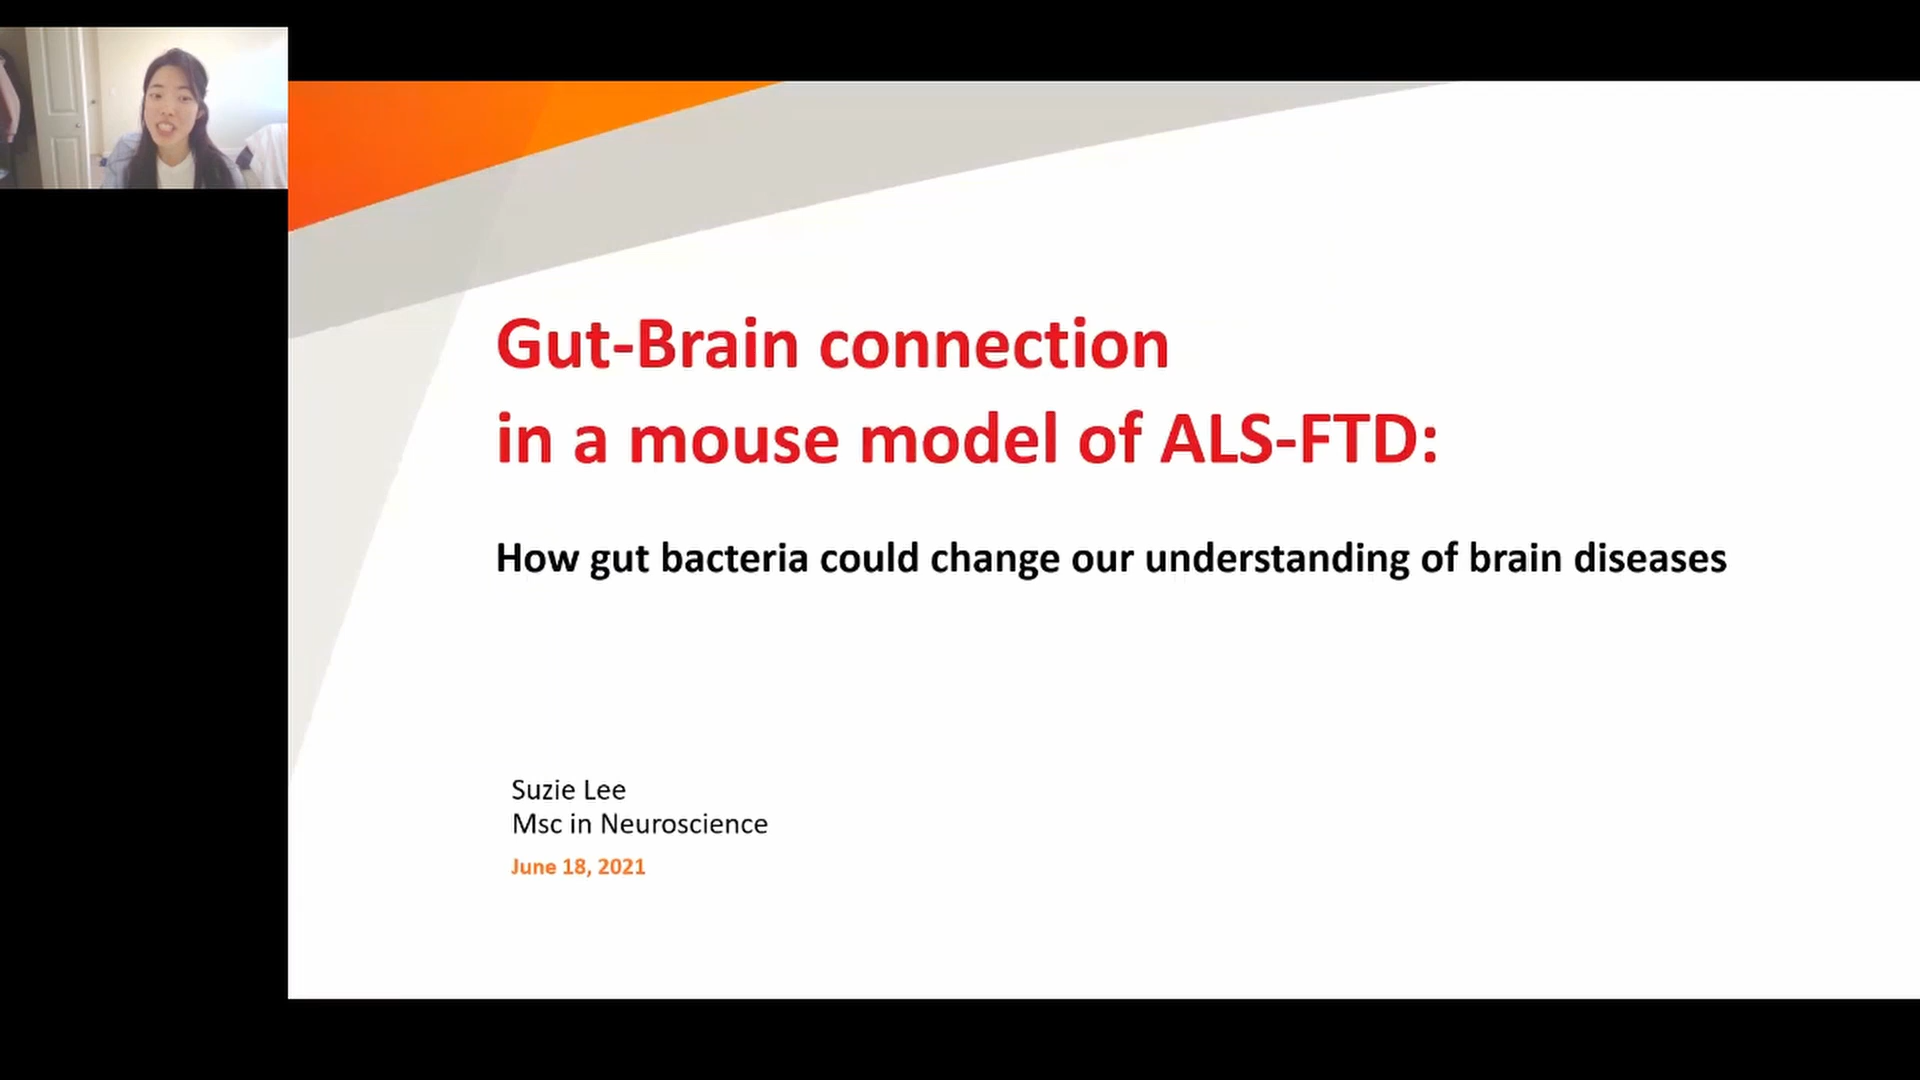 Gut-Brain connection
in a mouse model of ALS-FTD:
How gut bacteria could change our understanding of brain diseases
Suzie Lee
Msc in Neuroscience
June 18, 2021